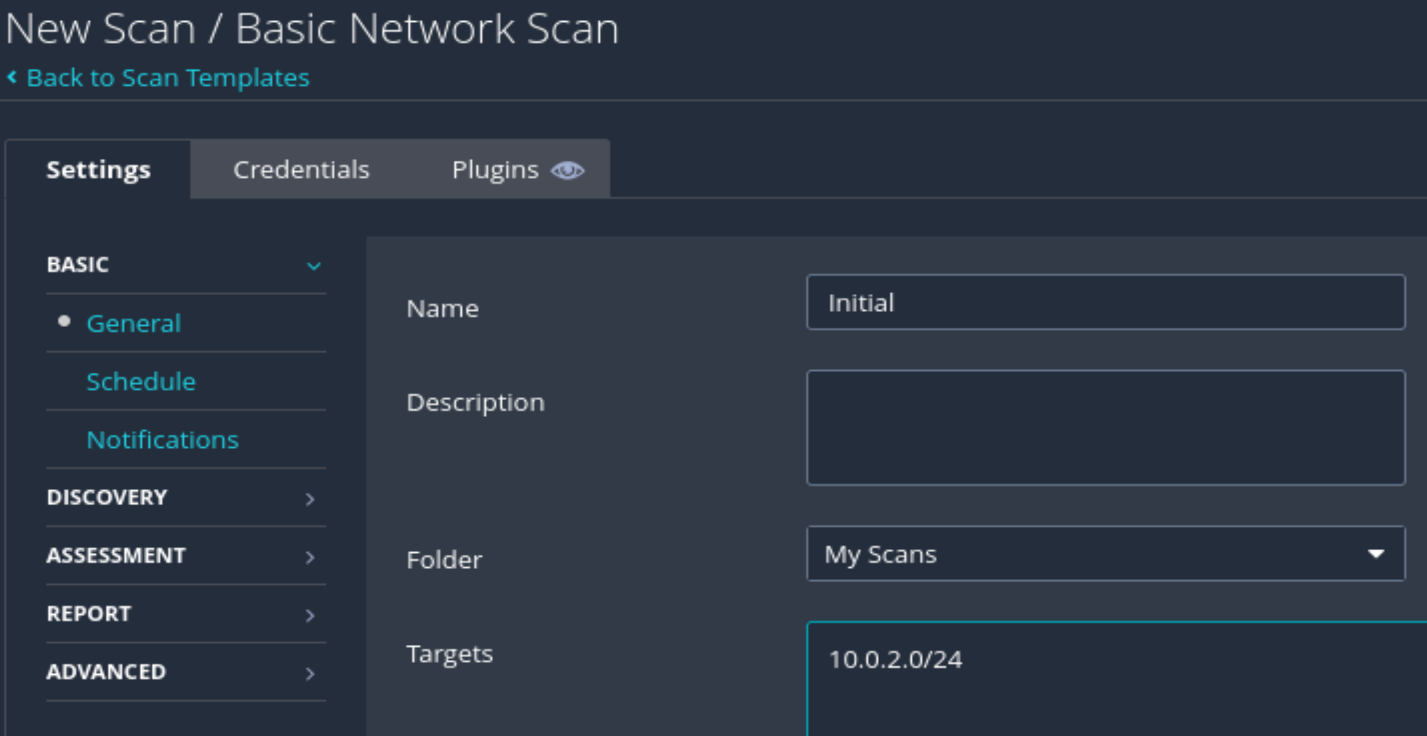 New Scan / Basic Network Scan
Back to Scan Templates
Settings Credentials Plugins
BASIC
General
Schedule
Notifications
DISCOVERY
ASSESSMENT
REPORT
ADVANCED
Name Initial
Description
Folder My Scans
Targets 10.0.2.0/24